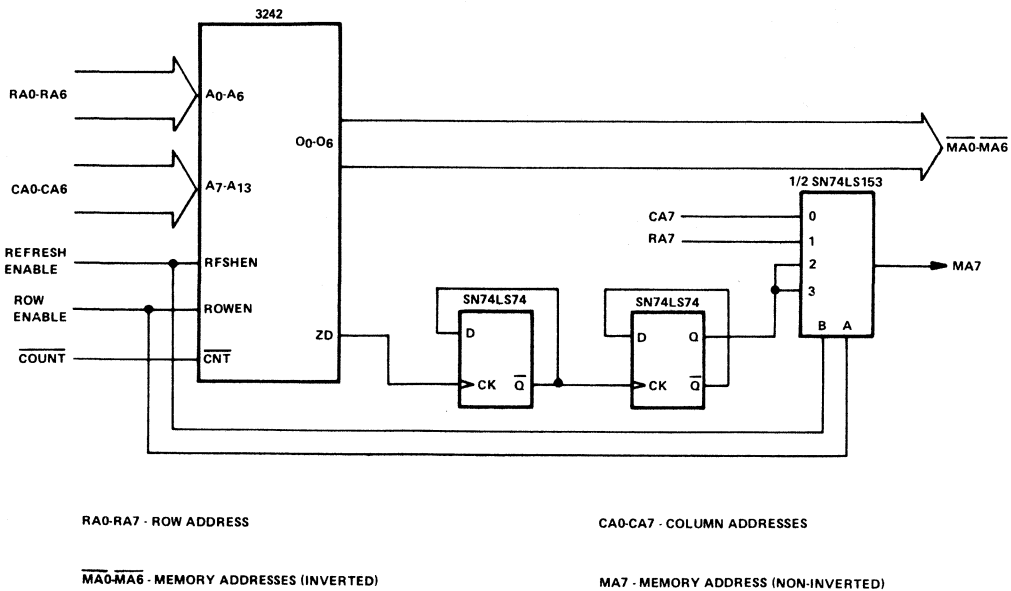 3242
RA0-RA6
A0-A6
O0-O6
MA0-MA6
CA0-CA6
A7-A13
1/2 SN74LS153
CA7
0
RA7
1
2
3
MA7
B A
REFRESH
ENABLE
RFSHEN
ROW
ENABLE
ROWEN
COUNT
CNT
ZD
SN74LS74
D
CK
Q
SN74LS74
D
Q
CK
Q
RA0-RA7 - ROW ADDRESS
CA0-CA7 - COLUMN ADDRESSES
MA0-MA6 - MEMORY ADDRESSES (INVERTED)
MA7 - MEMORY ADDRESS (NON-INVERTED)